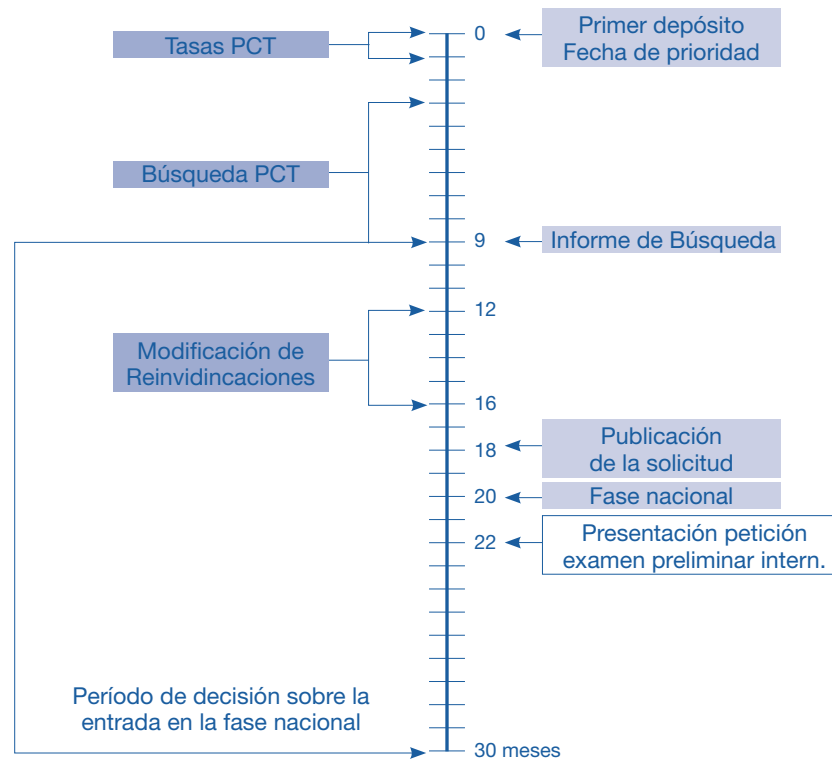 Tasas PCT
0
Primer depósito
Fecha de prioridad
Búsqueda PCT
9
Informe de Búsqueda
12
Modificación de
Reinvidincaciones
16
Publicación
de la solicitud
18
20
Fase nacional
22
Presentación petición
examen preliminar intern.
Período de decisión sobre la
entrada en la fase nacional
30 meses